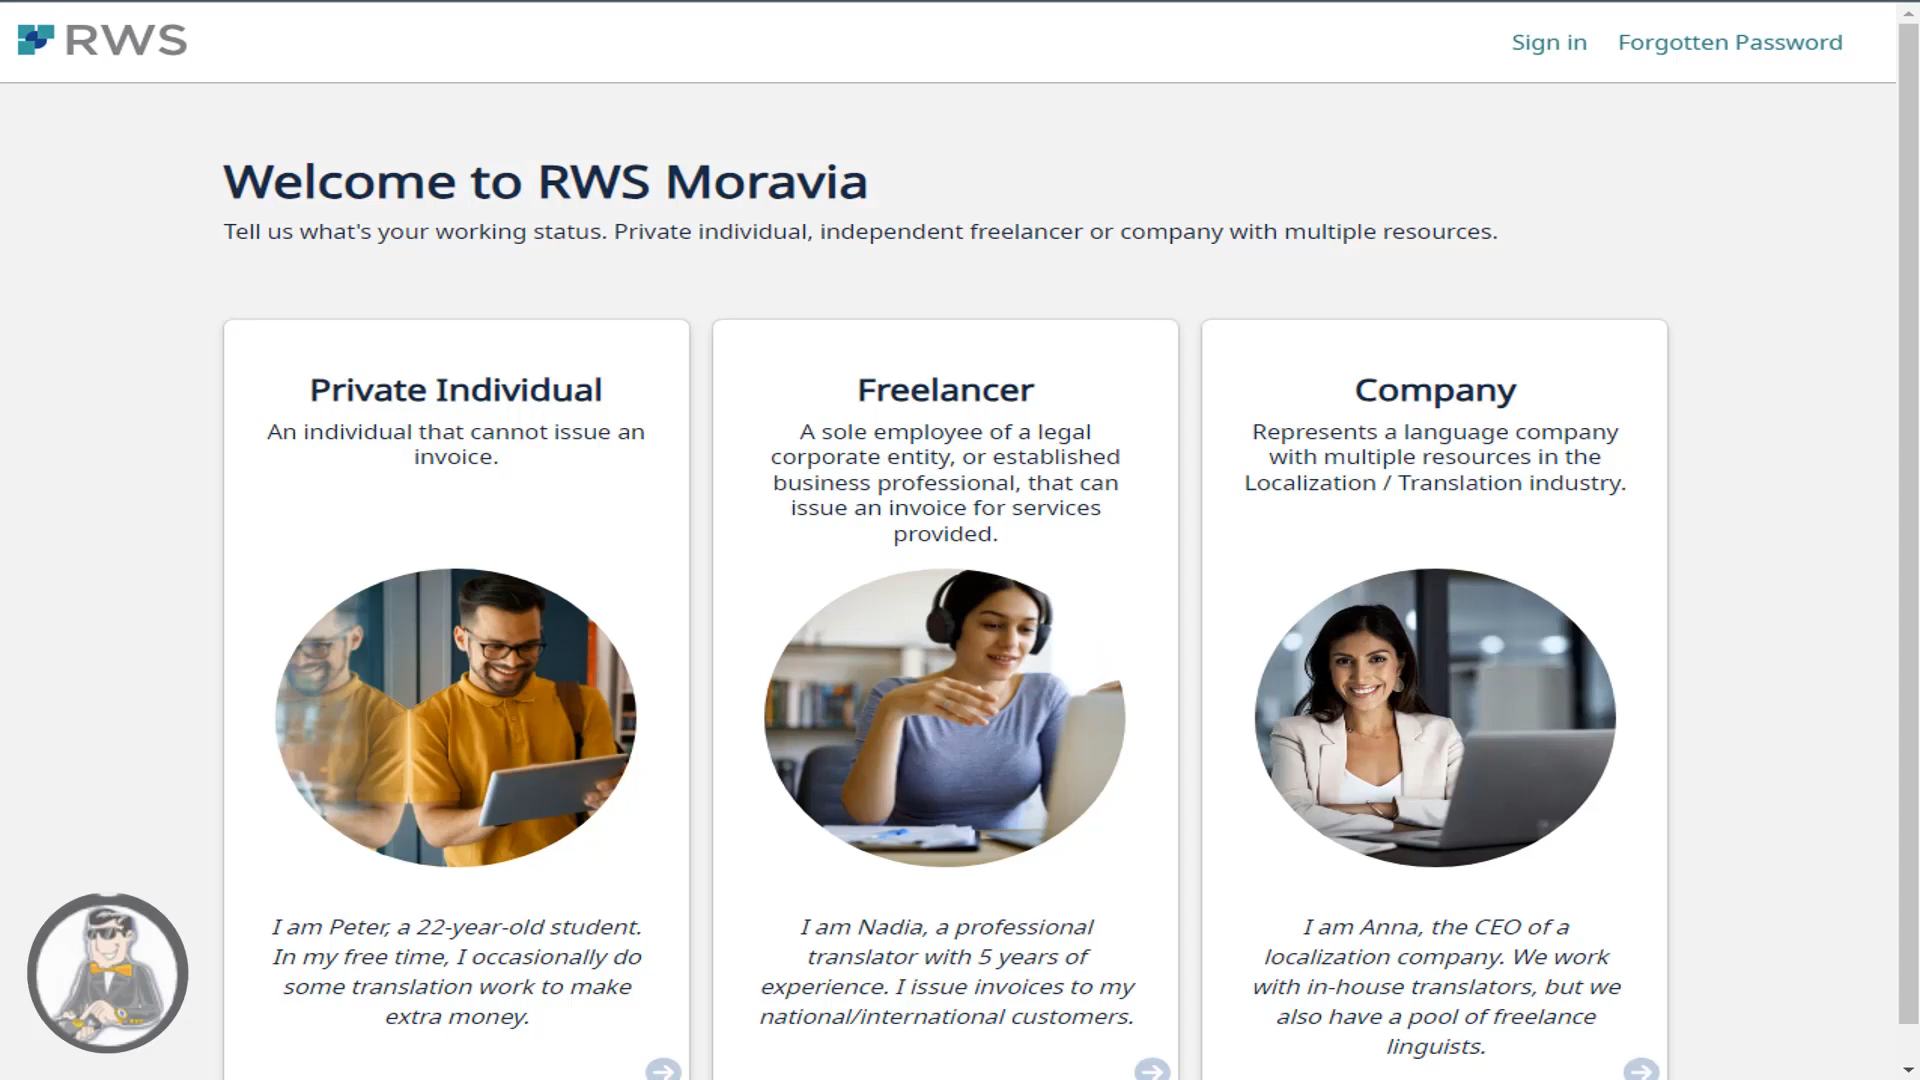 RWS
Sign in
Forgotten Password
Welcome to RWS Moravia
Tell us what's your working status. Private individual, independent freelancer or company with multiple resources.
Private Individual
An individual that cannot issue an
invoice.
I am Peter, a 22-year-old student.
In my free time, I occasionally do
some translation work to make
extra money.
Freelancer
A sole employee of a legal
corporate entity, or established
business professional, that can
issue an invoice for services
provided.
I am Nadia, a professional
translator with 5 years of
experience. I issue invoices to my
national/international customers.
Company
Represents a language company
with multiple resources in the
Localization / Translation industry.
I am Anna, the CEO of a
localization company. We work
with in-house translators, but we
also have a pool of freelance
linguists.